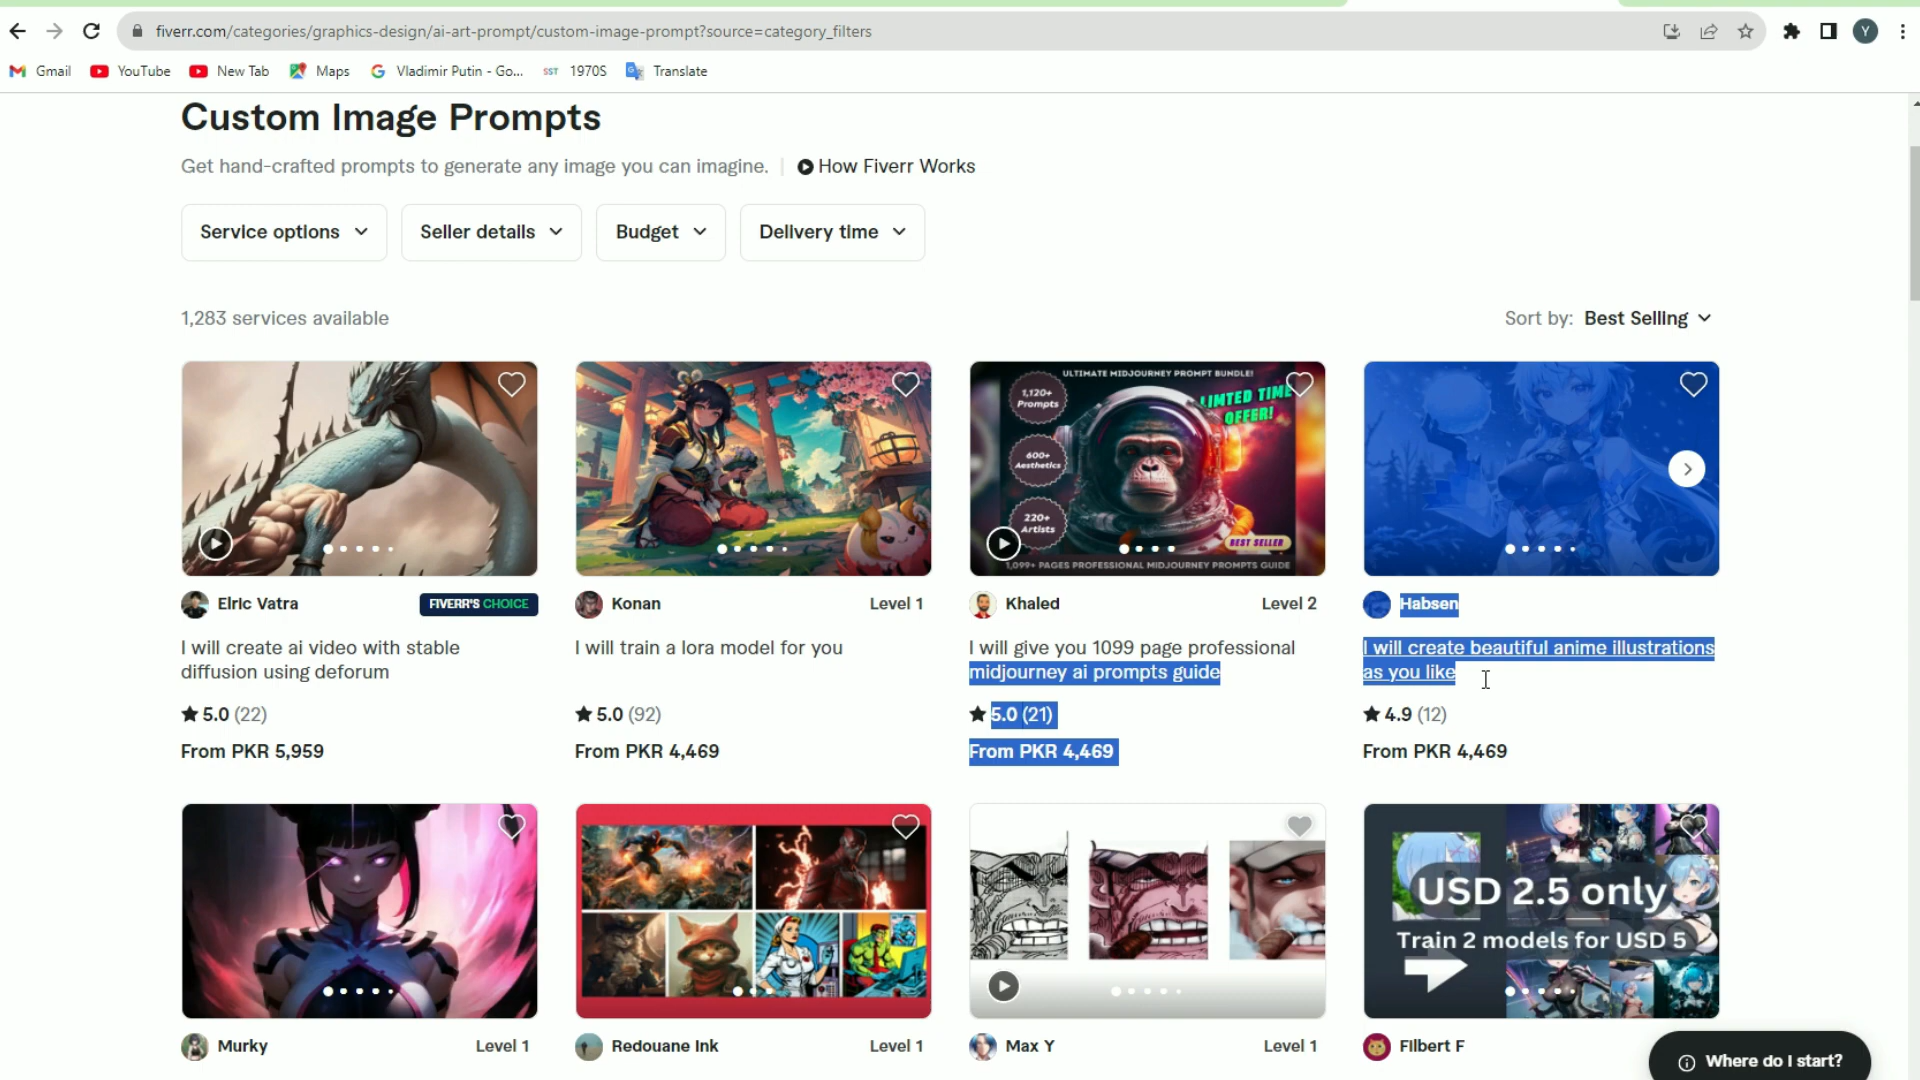 fiverr.com/categories/graphics-design/ai-art-prompt/custom-image-prompt?source=category_filters
Y
Gmail
YouTube
New Tab
Maps
Vladimir Putin - Go...
SST 1970S
Translate
Custom Image Prompts
Get hand-crafted prompts to generate any image you can imagine.
How Fiverr Works
Service options
Seller details
Budget
Delivery time
1,283 services available
Sort by: Best Selling
ULTIMATE MIDJOURNEY PROMPT BUNDLE!
1,120+
Prompts
LIMTED TIME
OFFER!
600+
Aesthetics
220+
Artists
BEST SELLER
1,099+ PAGES PROFESSIONAL MIDJOURNEY PROMPTS GUIDE
Elric Vatra
FIVERR'S CHOICE
Konan
Level 1
Khaled
Level 2
Habsen
I will create ai video with stable
diffusion using deforum
I will train a lora model for you
I will give you 1099 page professional
midjourney ai prompts guide
I will create beautiful anime illustrations
as you like
5.0 (22)
5.0 (92)
5.0 (21)
4.9 (12)
From PKR 5,959
From PKR 4,469
From PKR 4,469
From PKR 4,469
USD 2.5 only
Train 2 models for USD 5
Murky
Level 1
Redouane Ink
Level 1
Max Y
Level 1
Filbert F
Where do I start?